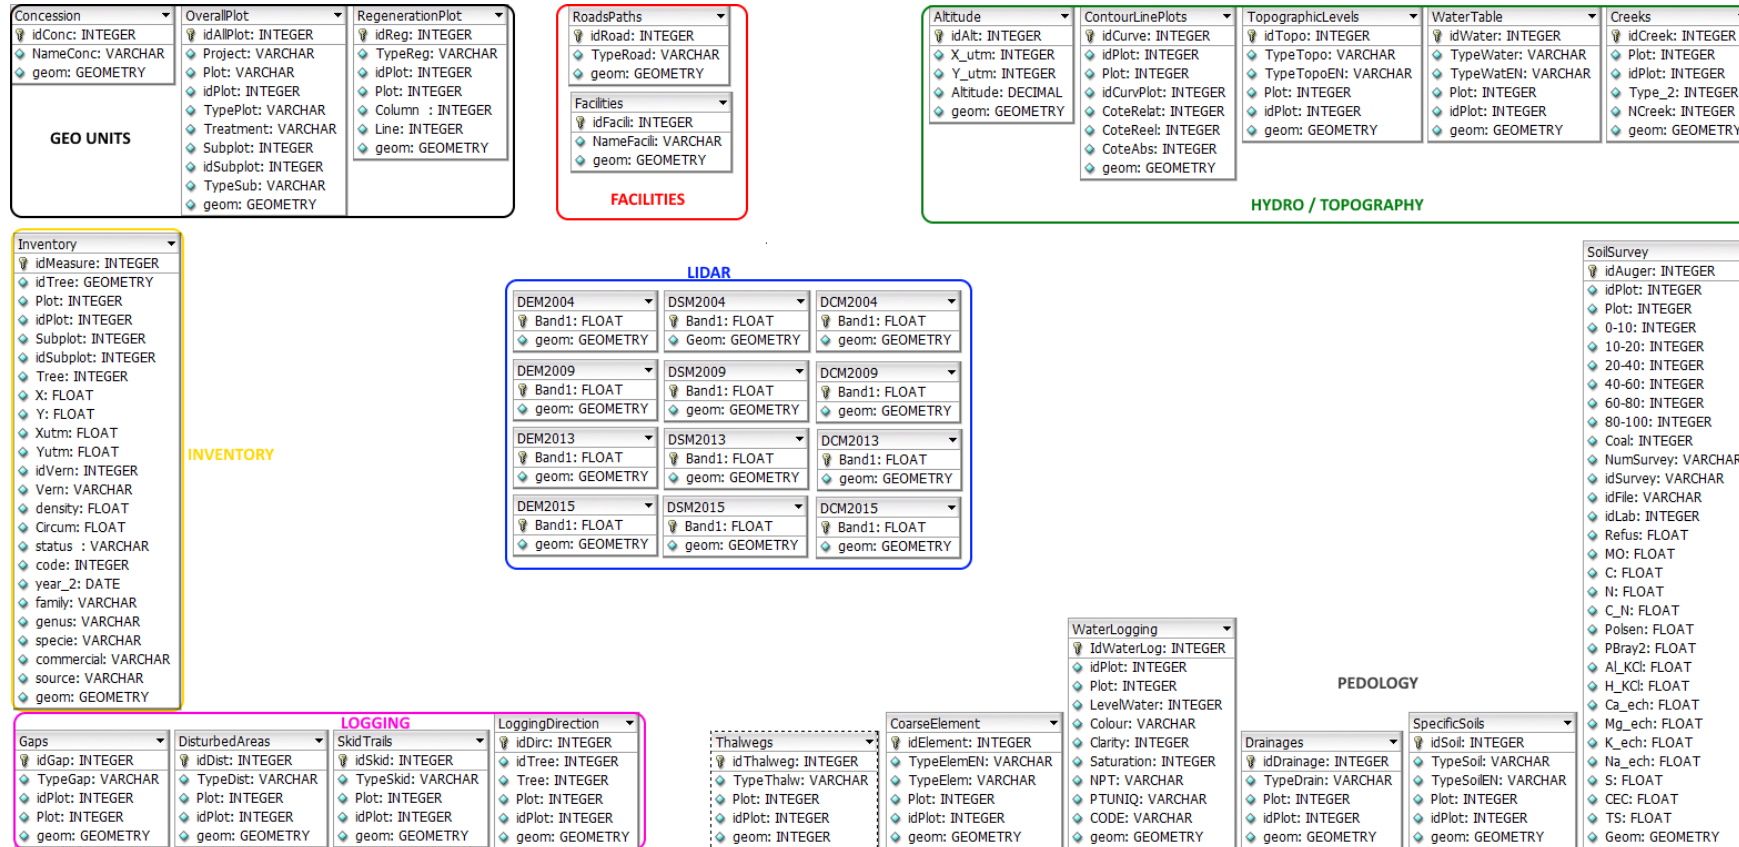 Concession
idConc: INTEGER
NameConc: VARCHAR
geom: GEOMETRY
OverallPlot
idAllPlot: INTEGER
Project: VARCHAR
Plot: VARCHAR
idPlot: INTEGER
TypePlot: VARCHAR
Treatment: VARCHAR
Subplot: INTEGER
idSubplot: INTEGER
TypeSub: VARCHAR
geom: GEOMETRY
RegenerationPlot
idReg: INTEGER
TypeReg: VARCHAR
idPlot: INTEGER
Plot: INTEGER
Column : INTEGER
Line: INTEGER
geom: GEOMETRY
GEO UNITS
RoadsPaths
idRoad: INTEGER
TypeRoad: VARCHAR
geom: GEOMETRY
Facilities
idFacili: INTEGER
NameFacili: VARCHAR
geom: GEOMETRY
FACILITIES
Altitude
idAlt: INTEGER
X_utm: INTEGER
Y_utm: INTEGER
Altitude: DECIMAL
geom: GEOMETRY
ContourLinePlots
idCurve: INTEGER
idPlot: INTEGER
Plot: INTEGER
idCurvPlot: INTEGER
CoteRelat: INTEGER
CoteReel: INTEGER
CoteAbs: INTEGER
geom: GEOMETRY
TopographicLevels
idTopo: INTEGER
TypeTopo: VARCHAR
TypeTopoEN: VARCHAR
Plot: INTEGER
idPlot: INTEGER
geom: GEOMETRY
WaterTable
idWater: INTEGER
TypeWater: VARCHAR
TypeWatEN: VARCHAR
Plot: INTEGER
idPlot: INTEGER
geom: GEOMETRY
Creeks
idCreek: INTEGER
Plot: INTEGER
idPlot: INTEGER
Type_2: INTEGER
NCreek: INTEGER
geom: GEOMETRY
HYDRO / TOPOGRAPHY
Inventory
idMeasure: INTEGER
idTree: GEOMETRY
Plot: INTEGER
idPlot: INTEGER
Subplot: INTEGER
idSubplot: INTEGER
Tree: INTEGER
X: FLOAT
Y: FLOAT
Xutm: FLOAT
Yutm: FLOAT
idVern: INTEGER
Vern: VARCHAR
density: FLOAT
Circum: FLOAT
status : VARCHAR
code: INTEGER
year_2: DATE
family: VARCHAR
genus: VARCHAR
specie: VARCHAR
commercial: VARCHAR
source: VARCHAR
geom: GEOMETRY
INVENTORY
LIDAR
DEM2004
Band1: FLOAT
geom: GEOMETRY
DSM2004
Band1: FLOAT
Geom: GEOMETRY
DCM2004
Band1: FLOAT
geom: GEOMETRY
DEM2009
Band1: FLOAT
geom: GEOMETRY
DSM2009
Band1: FLOAT
geom: GEOMETRY
DCM2009
Band1: FLOAT
geom: GEOMETRY
DEM2013
Band1: FLOAT
geom: GEOMETRY
DSM2013
Band1: FLOAT
geom: GEOMETRY
DCM2013
Band1: FLOAT
geom: GEOMETRY
DEM2015
Band1: FLOAT
geom: GEOMETRY
DSM2015
Band1: FLOAT
geom: GEOMETRY
DCM2015
Band1: FLOAT
geom: GEOMETRY
LOGGING
Gaps
idGap: INTEGER
TypeGap: VARCHAR
idPlot: INTEGER
Plot: INTEGER
geom: GEOMETRY
DisturbedAreas
idDist: INTEGER
TypeDist: VARCHAR
Plot: INTEGER
idPlot: INTEGER
geom: GEOMETRY
SkidTrails
idSkid: INTEGER
TypeSkid: VARCHAR
Plot: INTEGER
idPlot: INTEGER
geom: GEOMETRY
LoggingDirection
idDirc: INTEGER
idTree: INTEGER
Tree: INTEGER
Plot: INTEGER
idPlot: INTEGER
geom: GEOMETRY
Thalwegs
idThalweg: INTEGER
TypeThalw: VARCHAR
Plot: INTEGER
idPlot: INTEGER
geom: INTEGER
CoarseElement
idElement: INTEGER
TypeElemEN: VARCHAR
TypeElem: VARCHAR
Plot: INTEGER
idPlot: INTEGER
geom: GEOMETRY
WaterLogging
IdWaterLog: INTEGER
idPlot: INTEGER
Plot: INTEGER
LevelWater: INTEGER
Colour: VARCHAR
Clarity: INTEGER
Saturation: INTEGER
NPT: VARCHAR
PTUNIQ: VARCHAR
CODE: VARCHAR
geom: GEOMETRY
PEDOLOGY
Drainages
idDrainage: INTEGER
TypeDrain: VARCHAR
Plot: INTEGER
idPlot: INTEGER
geom: GEOMETRY
SpecificSoils
idSoil: INTEGER
TypeSoil: VARCHAR
TypeSoilEN: VARCHAR
Plot: INTEGER
idPlot: INTEGER
geom: GEOMETRY
SoilSurvey
idAuger: INTEGER
idPlot: INTEGER
Plot: INTEGER
0-10: INTEGER
10-20: INTEGER
20-40: INTEGER
40-60: INTEGER
60-80: INTEGER
80-100: INTEGER
Coal: INTEGER
NumSurvey: VARCHAR
idSurvey: VARCHAR
idFile: VARCHAR
idLab: INTEGER
Refus: FLOAT
MO: FLOAT
C: FLOAT
N: FLOAT
C_N: FLOAT
Polsen: FLOAT
PBray2: FLOAT
Al_KCl: FLOAT
H_KCl: FLOAT
Ca_ech: FLOAT
Mg_ech: FLOAT
K_ech: FLOAT
Na_ech: FLOAT
S: FLOAT
CEC: FLOAT
TS: FLOAT
Geom: GEOMETRY